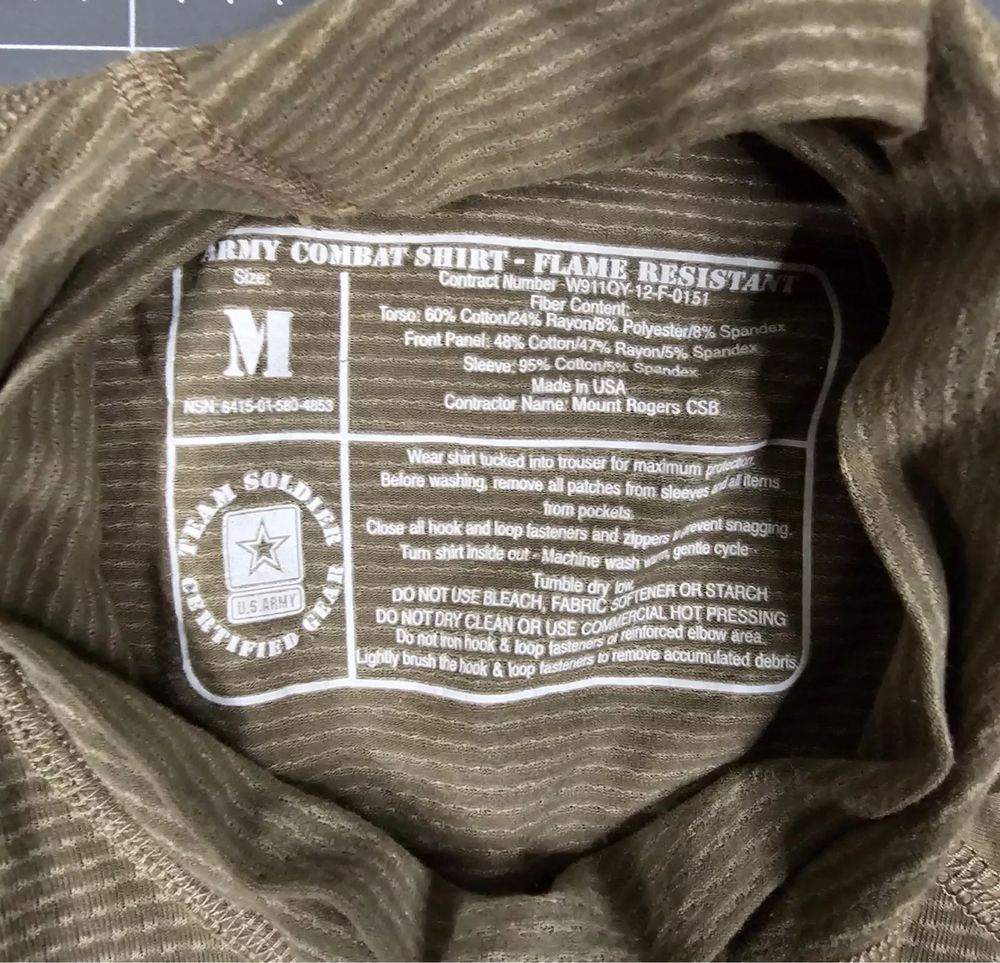 ARMY COMBAT SHIRT - FLAME RESISTANT
Size:
M
NSN: 8415-01-580-4853
Contract Number W911QY-12-F-0151
Fiber Content:
Torso: 60% Cotton/24% Rayon/8% Polyester/8% Spandex
Front Panel: 48% Cotton/47% Rayon/5% Spandex
Sleeve: 95% Cotton/5% Spandex
Made in USA
Contractor Name: Mount Rogers CSB
TEAM SOLDIER
U.S. ARMY
CERTIFIED GEAR
Wear shirt tucked into trouser for maximum protection.
Before washing, remove all patches from sleeves and all items
from pockets.
Close all hook and loop fasteners and zippers to prevent snagging.
Turn shirt inside out - Machine wash warm, gentle cycle -
Tumble dry low.
DO NOT USE BLEACH, FABRIC SOFTENER OR STARCH
DO NOT DRY CLEAN OR USE COMMERCIAL HOT PRESSING
Do not iron hook & loop fasteners or reinforced elbow area.
Lightly brush the hook & loop fasteners to remove accumulated debris.